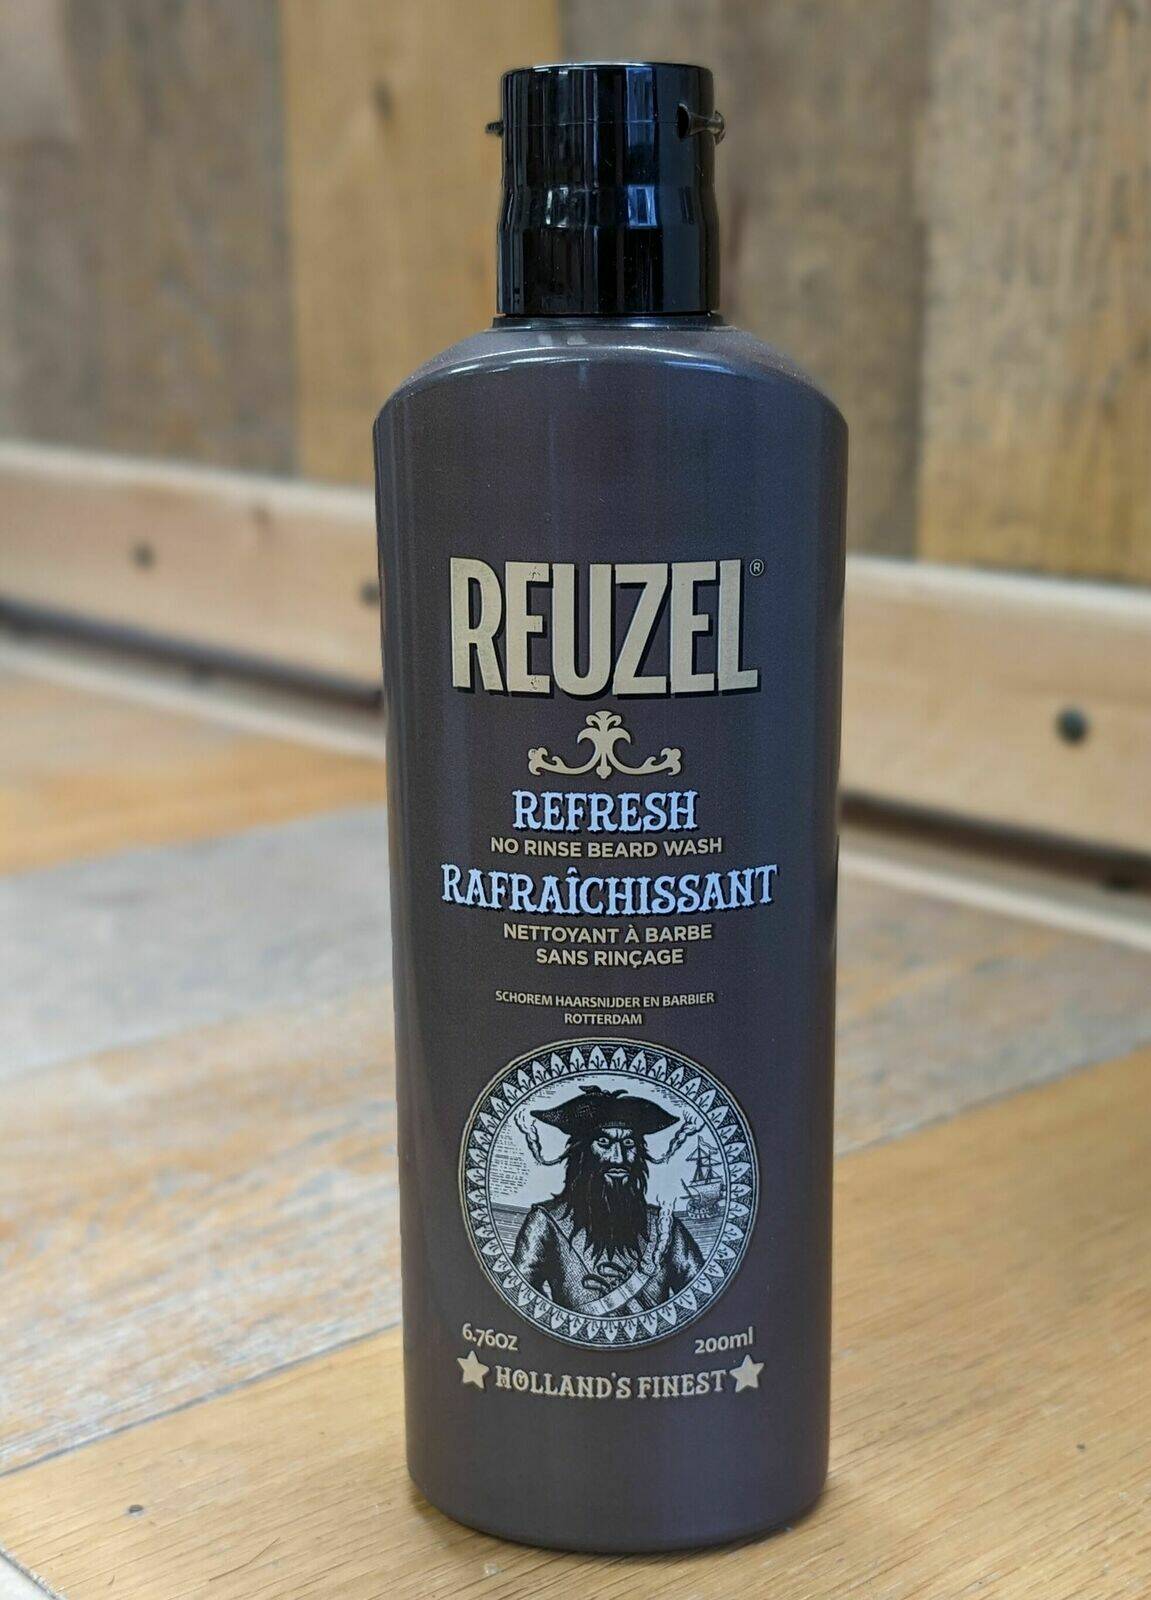 REUZEL®
REFRESH
NO RINSE BEARD WASH
RAFRAÎCHISSANT
NETTOYANT À BARBE
SANS RINÇAGE
SCHOREM HAARSNIJDER EN BARBIER
ROTTERDAM
6.76OZ 200ml
HOLLAND'S FINEST